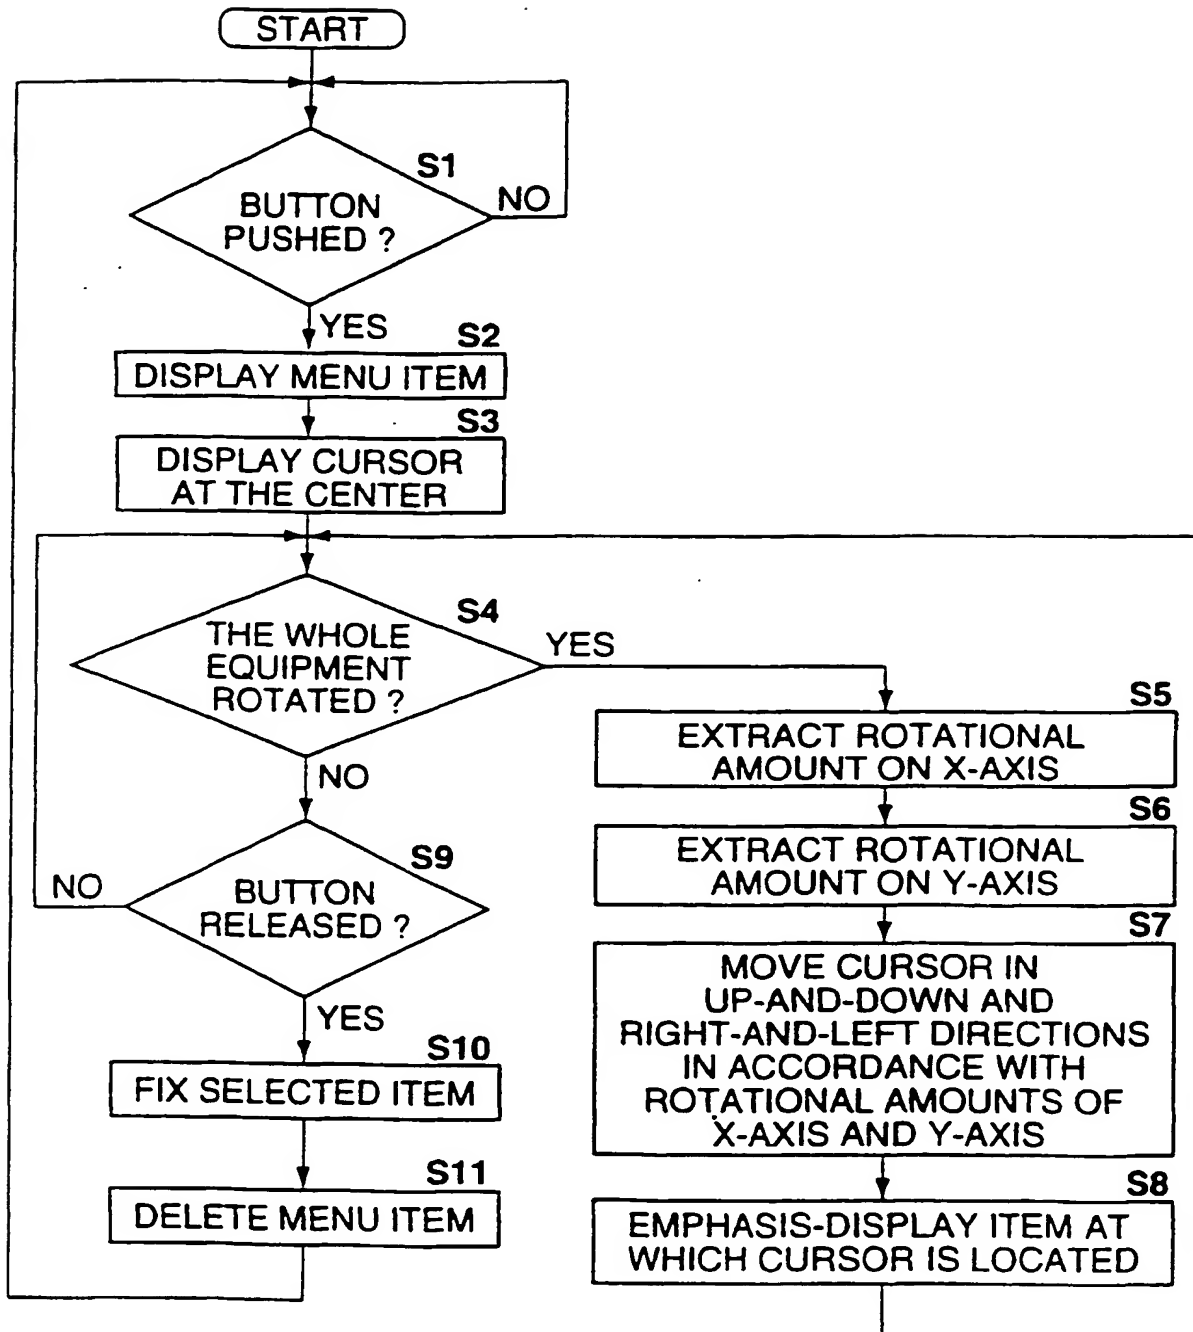 START
S1
BUTTON
PUSHED ?
NO
YES
S2
DISPLAY MENU ITEM
S3
DISPLAY CURSOR
AT THE CENTER
S4
THE WHOLE
EQUIPMENT
ROTATED ?
YES
NO
S5
EXTRACT ROTATIONAL
AMOUNT ON X-AXIS
S6
EXTRACT ROTATIONAL
AMOUNT ON Y-AXIS
S7
MOVE CURSOR IN
UP-AND-DOWN AND
RIGHT-AND-LEFT DIRECTIONS
IN ACCORDANCE WITH
ROTATIONAL AMOUNTS OF
X-AXIS AND Y-AXIS
S8
EMPHASIS-DISPLAY ITEM AT
WHICH CURSOR IS LOCATED
S9
BUTTON
RELEASED ?
NO
YES
S10
FIX SELECTED ITEM
S11
DELETE MENU ITEM